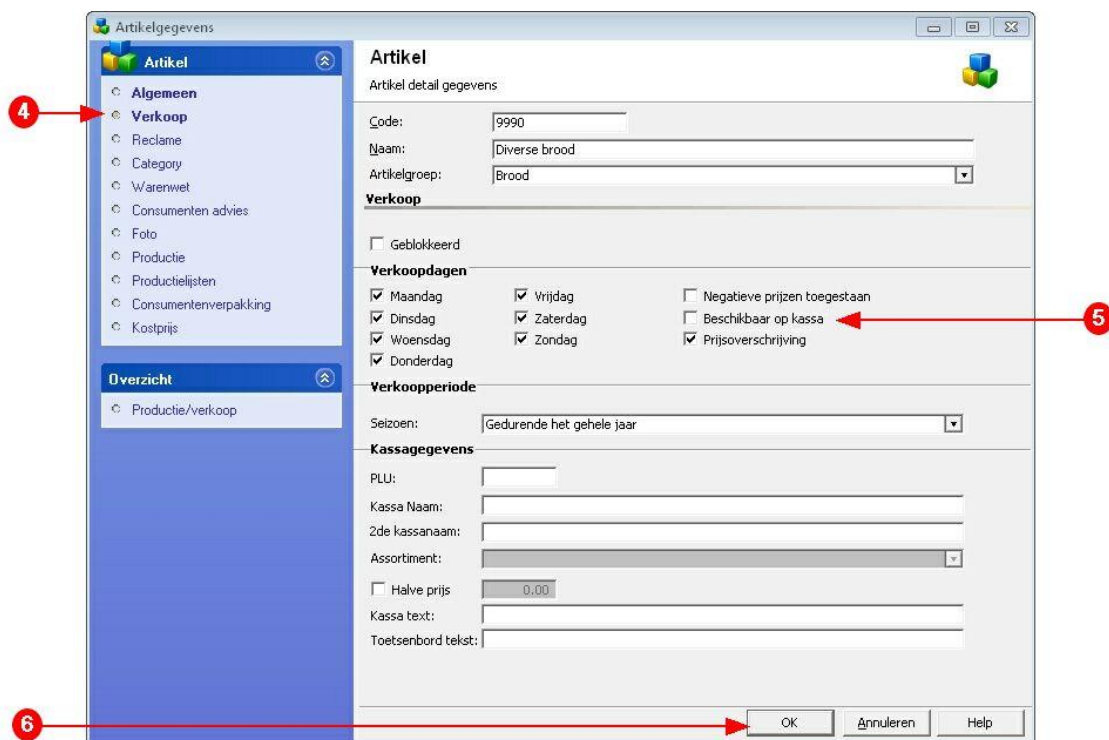 Artikelgegevens
Artikel
Algemeen
Verkoop
Reclame
Category
Warenwet
Consumenten advies
Foto
Productie
Productielijsten
Consumentenverpakking
Kostprijs
Overzicht
Productie/verkoop
4
Artikel
Artikel detail gegevens
Code: 9990
Naam: Diverse brood
Artikelgroep: Brood
Verkoop
Geblokkeerd
Verkoopdagen
Maandag Vrijdag Negatieve prijzen toegestaan
Dinsdag Zaterdag Beschikbaar op kassa
5
Woensdag Zondag Prijsoverschrijving
Donderdag
Verkoopperiode
Seizoen: Gedurende het gehele jaar
Kassagegevens
PLU:
Kassa Naam:
2de kassanaam:
Assortiment:
Halve prijs 0.00
Kassa text:
Toetsenbord tekst:
6
OK Annuleren Help